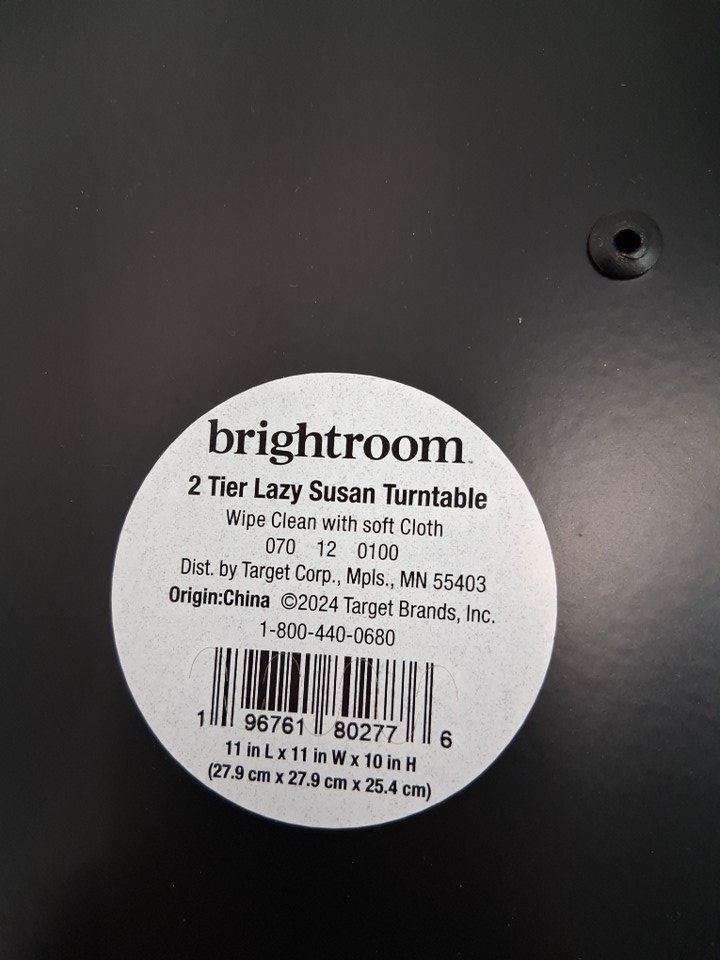 brightroom™
2 Tier Lazy Susan Turntable
Wipe Clean with soft Cloth
070 12 0100
Dist. by Target Corp., Mpls., MN 55403
Origin:China ©2024 Target Brands, Inc.
1-800-440-0680
1 96761 80277 6
11 in L x 11 in W x 10 in H
(27.9 cm x 27.9 cm x 25.4 cm)